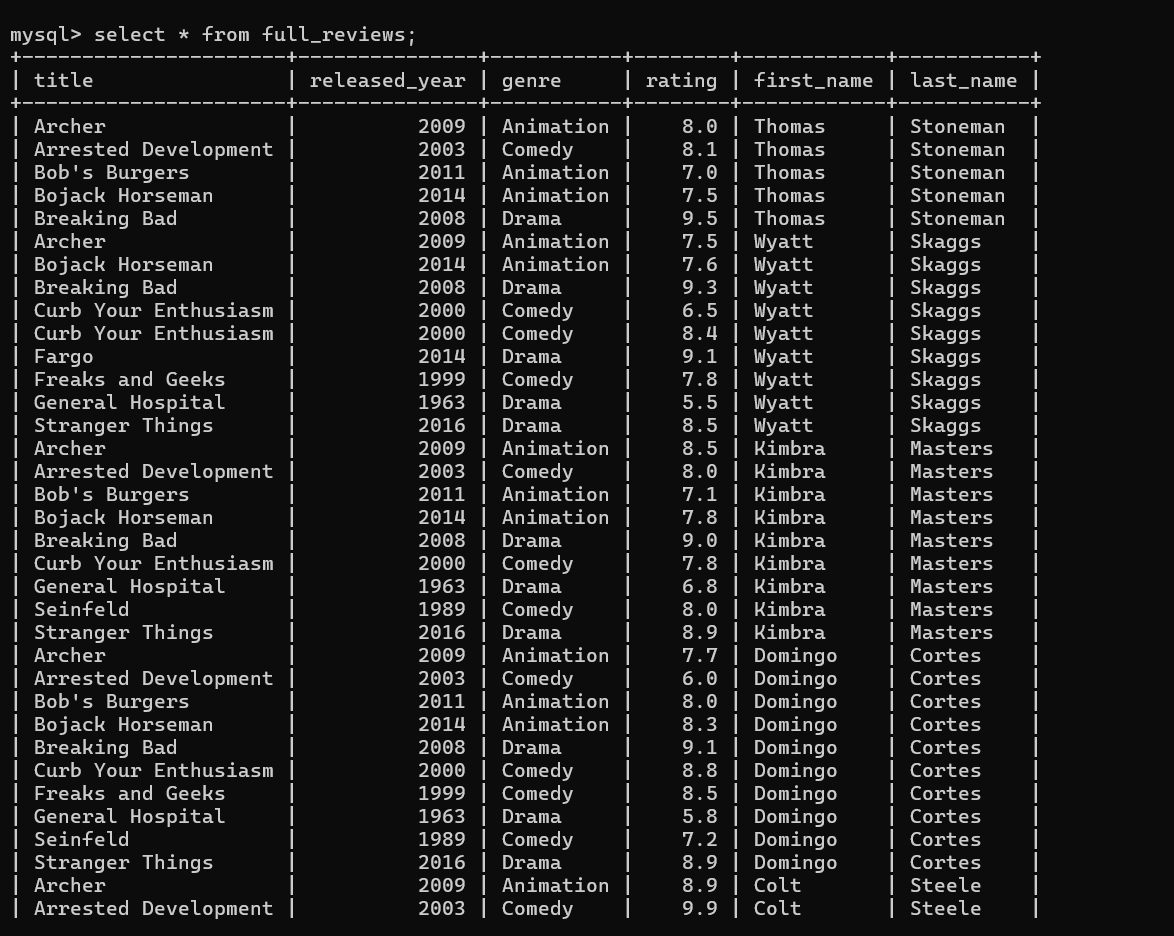 mysql> select * from full_reviews;
+----------------------+---------------+-----------+--------+------------+-----------+
| title                | released_year | genre     | rating | first_name | last_name |
+----------------------+---------------+-----------+--------+------------+-----------+
| Archer               |          2009 | Animation |    8.0 | Thomas     | Stoneman  |
| Arrested Development |          2003 | Comedy    |    8.1 | Thomas     | Stoneman  |
| Bob's Burgers        |          2011 | Animation |    7.0 | Thomas     | Stoneman  |
| Bojack Horseman      |          2014 | Animation |    7.5 | Thomas     | Stoneman  |
| Breaking Bad         |          2008 | Drama     |    9.5 | Thomas     | Stoneman  |
| Archer               |          2009 | Animation |    7.5 | Wyatt      | Skaggs    |
| Bojack Horseman      |          2014 | Animation |    7.6 | Wyatt      | Skaggs    |
| Breaking Bad         |          2008 | Drama     |    9.3 | Wyatt      | Skaggs    |
| Curb Your Enthusiasm |          2000 | Comedy    |    6.5 | Wyatt      | Skaggs    |
| Curb Your Enthusiasm |          2000 | Comedy    |    8.4 | Wyatt      | Skaggs    |
| Fargo                |          2014 | Drama     |    9.1 | Wyatt      | Skaggs    |
| Freaks and Geeks     |          1999 | Comedy    |    7.8 | Wyatt      | Skaggs    |
| General Hospital     |          1963 | Drama     |    5.5 | Wyatt      | Skaggs    |
| Stranger Things      |          2016 | Drama     |    8.5 | Wyatt      | Skaggs    |
| Archer               |          2009 | Animation |    8.5 | Kimbra     | Masters   |
| Arrested Development |          2003 | Comedy    |    8.0 | Kimbra     | Masters   |
| Bob's Burgers        |          2011 | Animation |    7.1 | Kimbra     | Masters   |
| Bojack Horseman      |          2014 | Animation |    7.8 | Kimbra     | Masters   |
| Breaking Bad         |          2008 | Drama     |    9.0 | Kimbra     | Masters   |
| Curb Your Enthusiasm |          2000 | Comedy    |    7.8 | Kimbra     | Masters   |
| General Hospital     |          1963 | Drama     |    6.8 | Kimbra     | Masters   |
| Seinfeld             |          1989 | Comedy    |    8.0 | Kimbra     | Masters   |
| Stranger Things      |          2016 | Drama     |    8.9 | Kimbra     | Masters   |
| Archer               |          2009 | Animation |    7.7 | Domingo    | Cortes    |
| Arrested Development |          2003 | Comedy    |    6.0 | Domingo    | Cortes    |
| Bob's Burgers        |          2011 | Animation |    8.0 | Domingo    | Cortes    |
| Bojack Horseman      |          2014 | Animation |    8.3 | Domingo    | Cortes    |
| Breaking Bad         |          2008 | Drama     |    9.1 | Domingo    | Cortes    |
| Curb Your Enthusiasm |          2000 | Comedy    |    8.8 | Domingo    | Cortes    |
| Freaks and Geeks     |          1999 | Comedy    |    8.5 | Domingo    | Cortes    |
| General Hospital     |          1963 | Drama     |    5.8 | Domingo    | Cortes    |
| Seinfeld             |          1989 | Comedy    |    7.2 | Domingo    | Cortes    |
| Stranger Things      |          2016 | Drama     |    8.9 | Domingo    | Cortes    |
| Archer               |          2009 | Animation |    8.9 | Colt       | Steele    |
| Arrested Development |          2003 | Comedy    |    9.9 | Colt       | Steele    |